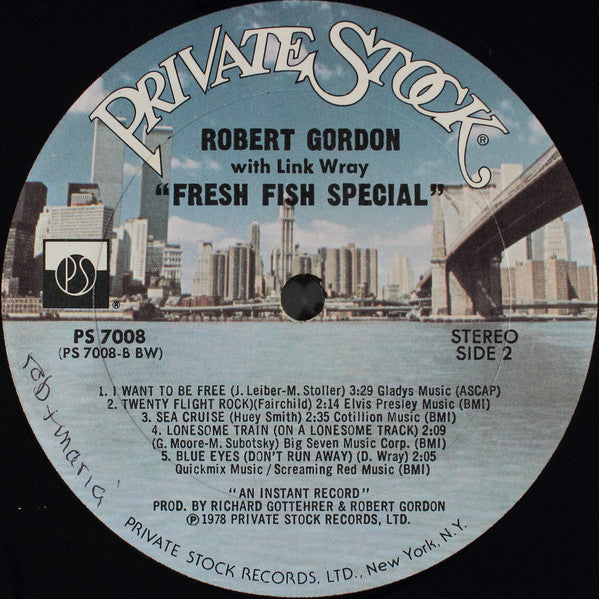 PRIVATE STOCK®
ROBERT GORDON
with Link Wray
"FRESH FISH SPECIAL"
PS®
PS 7008
(PS 7008-B BW)
STEREO
SIDE 2
1. I WANT TO BE FREE (J. Leiber-M. Stoller) 3:29 Gladys Music (ASCAP)
2. TWENTY FLIGHT ROCK)(Fairchild) 2:14 Elvis Presley Music (BMI)
3. SEA CRUISE (Huey Smith) 2:35 Cotillion Music (BMI)
4. LONESOME TRAIN (ON A LONESOME TRACK) 2:09
(G. Moore-M. Subotsky) Big Seven Music Corp. (BMI)
5. BLUE EYES (DON'T RUN AWAY) (D. Wray) 2:05
Quickmix Music / Screaming Red Music (BMI)
rob + maria
"AN INSTANT RECORD"
PROD. BY RICHARD GOTTEHRER & ROBERT GORDON
℗ 1978 PRIVATE STOCK RECORDS, LTD.
PRIVATE STOCK RECORDS, LTD., New York, N.Y.